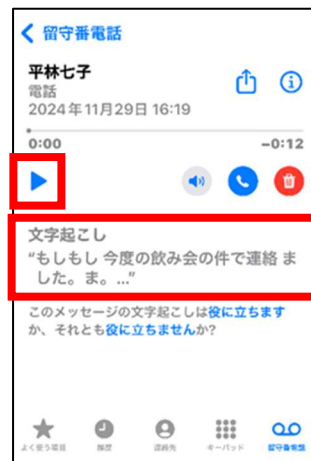 留守番電話
平林七子
電話
2024年11月29日 16:19
0:00 −0:12
文字起こし
“もしもし 今度の飲み会の件で連絡 ま
した。ま。...”
このメッセージの文字起こしは役に立ちます
か、それとも役に立ちませんか?
よく使う項目 履歴 連絡先 キーパッド 留守番電話